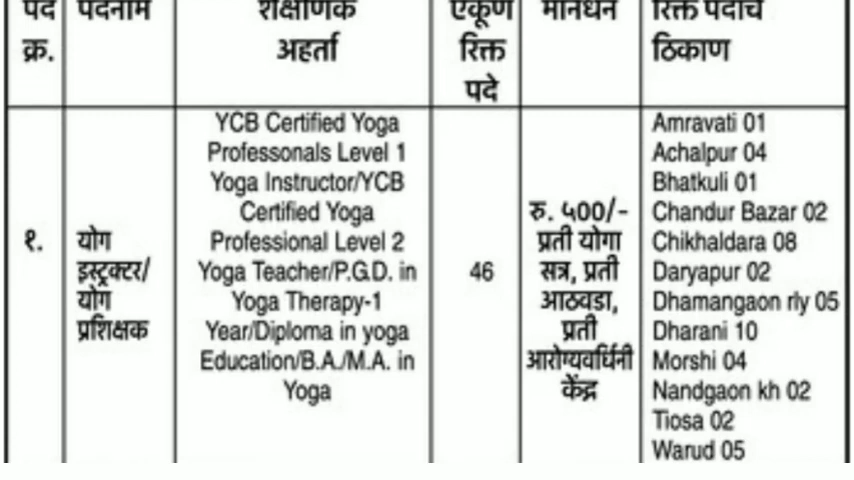 पद पदनाम शैक्षणिक एकूण मानधन रिक्त पदांचे
क्र. अहर्ता रिक्त ठिकाण
पदे
YCB Certified Yoga Amravati 01
Professonals Level 1 Achalpur 04
Yoga Instructor/YCB Bhatkuli 01
Certified Yoga रु. ५००/- Chandur Bazar 02
१. योग Professional Level 2 प्रती योगा Chikhaldara 08
इस्ट्रक्टर/ Yoga Teacher/P.G.D. in 46 सत्र, प्रती Daryapur 02
योग Yoga Therapy-1 आठवडा, Dhamangaon rly 05
प्रशिक्षक Year/Diploma in yoga प्रती Dharani 10
Education/B.A./M.A. in आरोग्यवर्धिनी Morshi 04
Yoga केंद्र Nandgaon kh 02
Tiosa 02
Warud 05